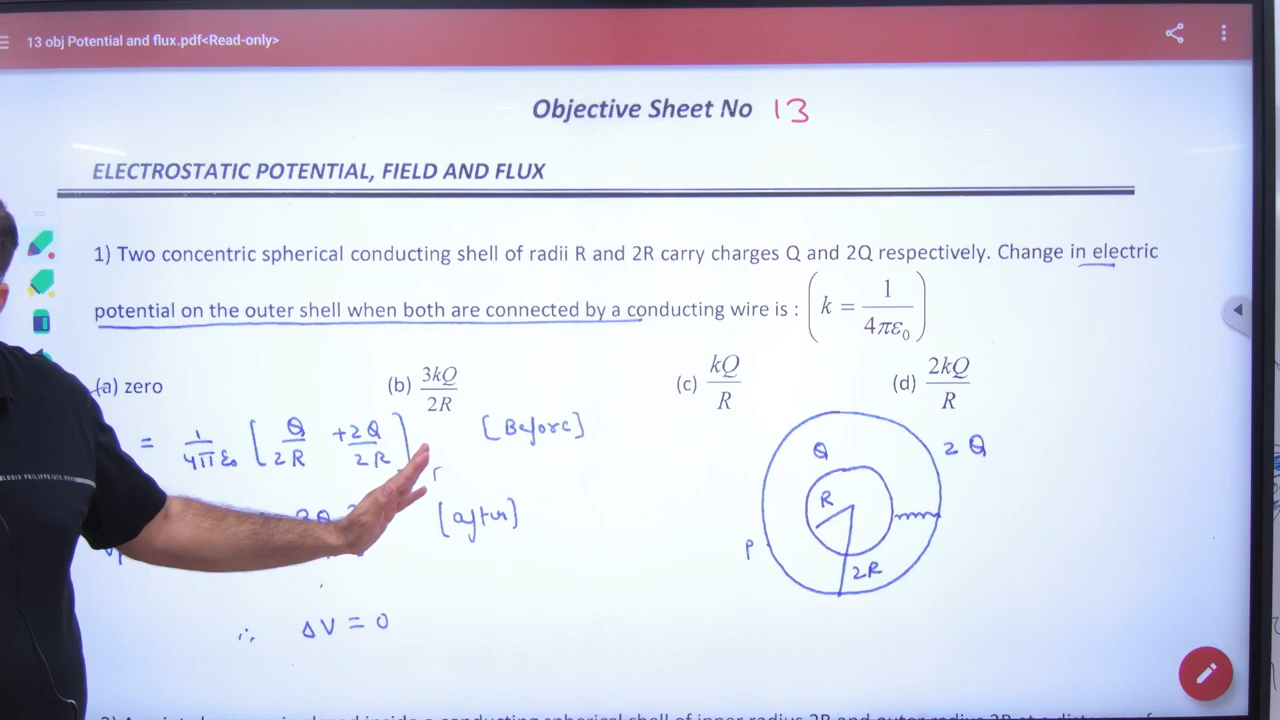 13 obj Potential and flux.pdf<Read-only>
Objective Sheet No 13
ELECTROSTATIC POTENTIAL, FIELD AND FLUX
1) Two concentric spherical conducting shell of radii R and 2R carry charges Q and 2Q respectively. Change in electric
potential on the outer shell when both are connected by a conducting wire is : (k = 1/4πε₀)
(a) zero (b) 3kQ/2R (c) kQ/R (d) 2kQ/R
= 1/4πε₀ [Q/2R + 2Q/2R] [Before]
[after]
∴ ΔV = 0
Q
2Q
R
P
2R